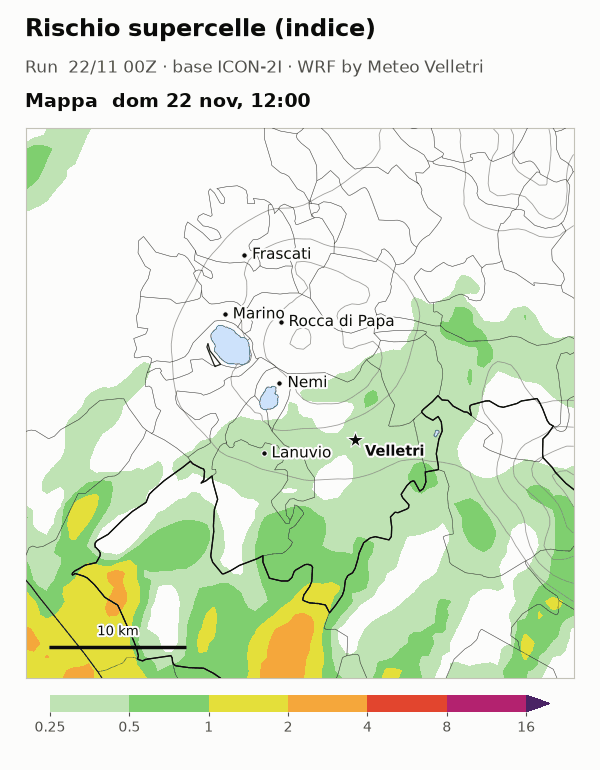 Rischio supercelle (indice)
Run  22/11 00Z · base ICON-2I · WRF by Meteo Velletri
Mappa  dom 22 nov, 12:00
Frascati
Marino
Rocca di Papa
Nemi
Velletri
Lanuvio
10 km
0.25 0.5 1 2 4 8 16